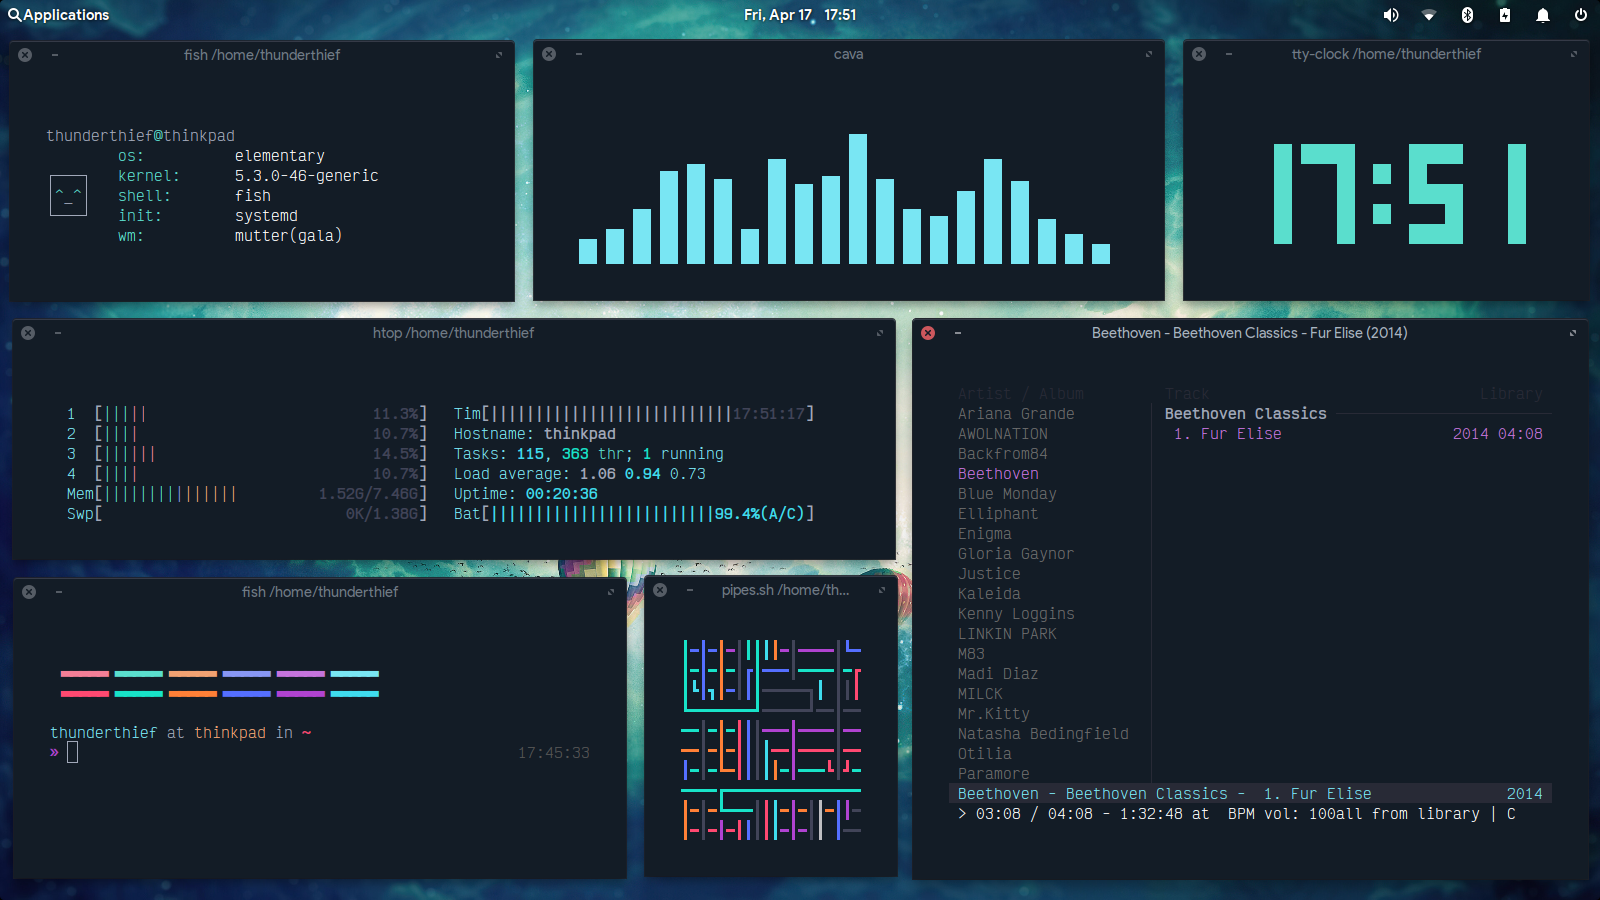 Applications
Fri, Apr 17 17:51
fish /home/thunderthief
thunderthief@thinkpad
os: elementary
kernel: 5.3.0-46-generic
shell: fish
init: systemd
wm: mutter(gala)
^_^
cava
tty-clock /home/thunderthief
17:51
htop /home/thunderthief
1 [||||| 11.3%]
2 [|||| 10.7%]
3 [|||||| 14.5%]
4 [|||| 10.7%]
Mem[||||||||||||||| 1.52G/7.46G]
Swp[ 0K/1.38G]
Tim[|||||||||||||||||||||||||||17:51:17]
Hostname: thinkpad
Tasks: 115, 363 thr; 1 running
Load average: 1.06 0.94 0.73
Uptime: 00:20:36
Bat[|||||||||||||||||||||||||99.4%(A/C)]
Beethoven - Beethoven Classics - Fur Elise (2014)
Artist / Album
Ariana Grande
AWOLNATION
Backfrom84
Beethoven
Blue Monday
Elliphant
Enigma
Gloria Gaynor
Justice
Kaleida
Kenny Loggins
LINKIN PARK
M83
Madi Diaz
MILCK
Mr.Kitty
Natasha Bedingfield
Otilia
Paramore
Track Library
Beethoven Classics
1. Fur Elise 2014 04:08
Beethoven - Beethoven Classics - 1. Fur Elise 2014
> 03:08 / 04:08 - 1:32:48 at BPM vol: 100all from library | C
fish /home/thunderthief
thunderthief at thinkpad in ~
» 17:45:33
pipes.sh /home/th...